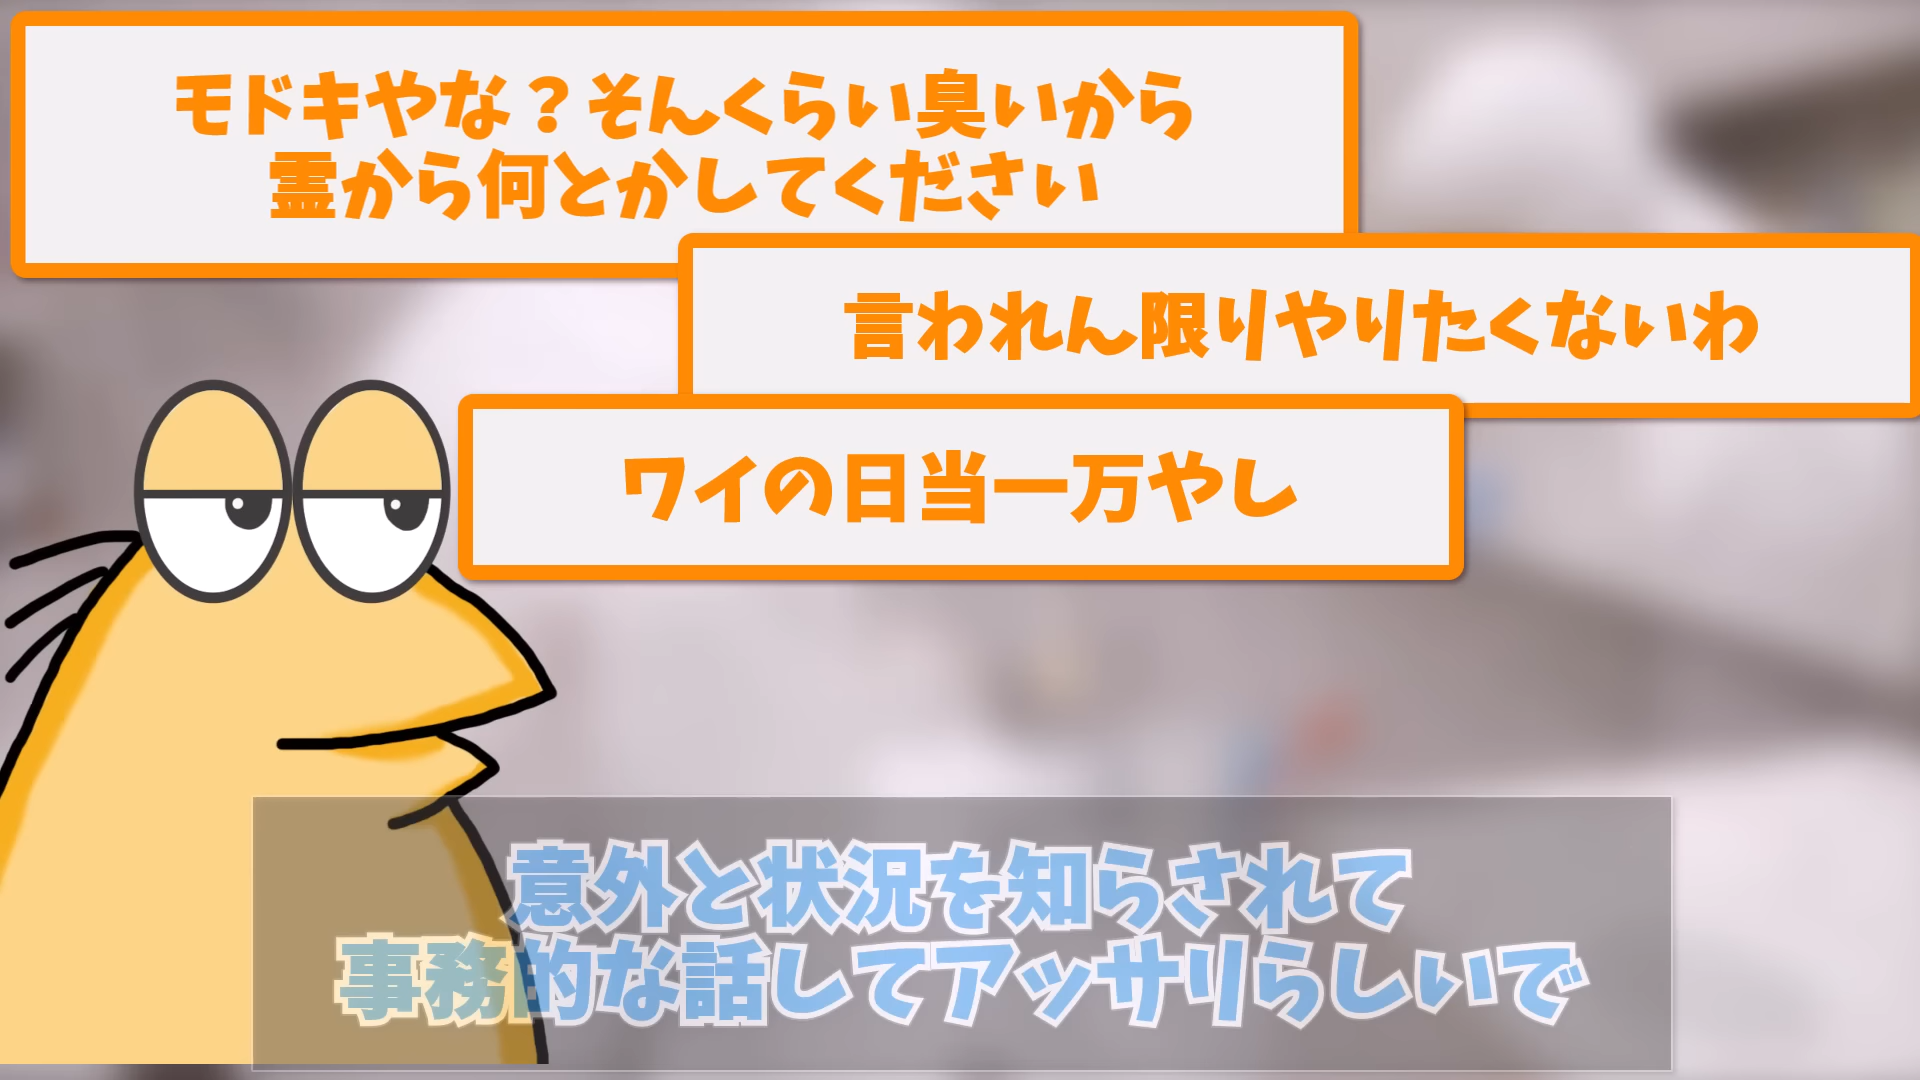 モドキやな？そんくらい臭いから
霊から何とかしてください
言われん限りやりたくないわ
ワイの日当一万やし
意外と状況を知らされて
事務的な話してアッサリらしいで